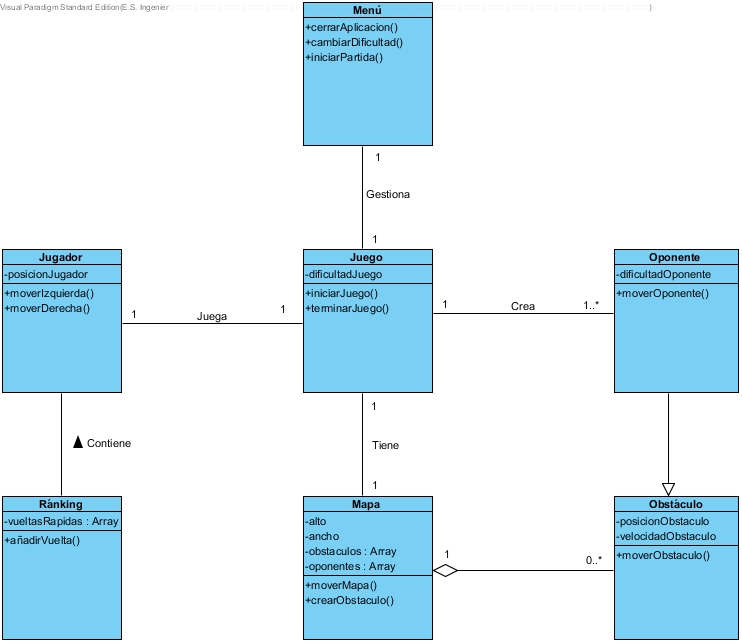 Visual Paradigm Standard Edition(E.S. Ingenier
Menú
+cerrarAplicacion()
+cambiarDificultad()
+iniciarPartida()
1
Gestiona
1
Jugador
-posicionJugador
+moverIzquierda()
+moverDerecha()
Juego
-dificultadJuego
+iniciarJuego()
+terminarJuego()
Oponente
-dificultadOponente
+moverOponente()
1 Juega 1
1 Crea 1..*
Contiene
1
Tiene
1
Ránking
-vueltasRapidas : Array
+añadirVuelta()
Mapa
-alto
-ancho
-obstaculos : Array
-oponentes : Array
+moverMapa()
+crearObstaculo()
1 0..*
Obstáculo
-posicionObstaculo
-velocidadObstaculo
+moverObstaculo()